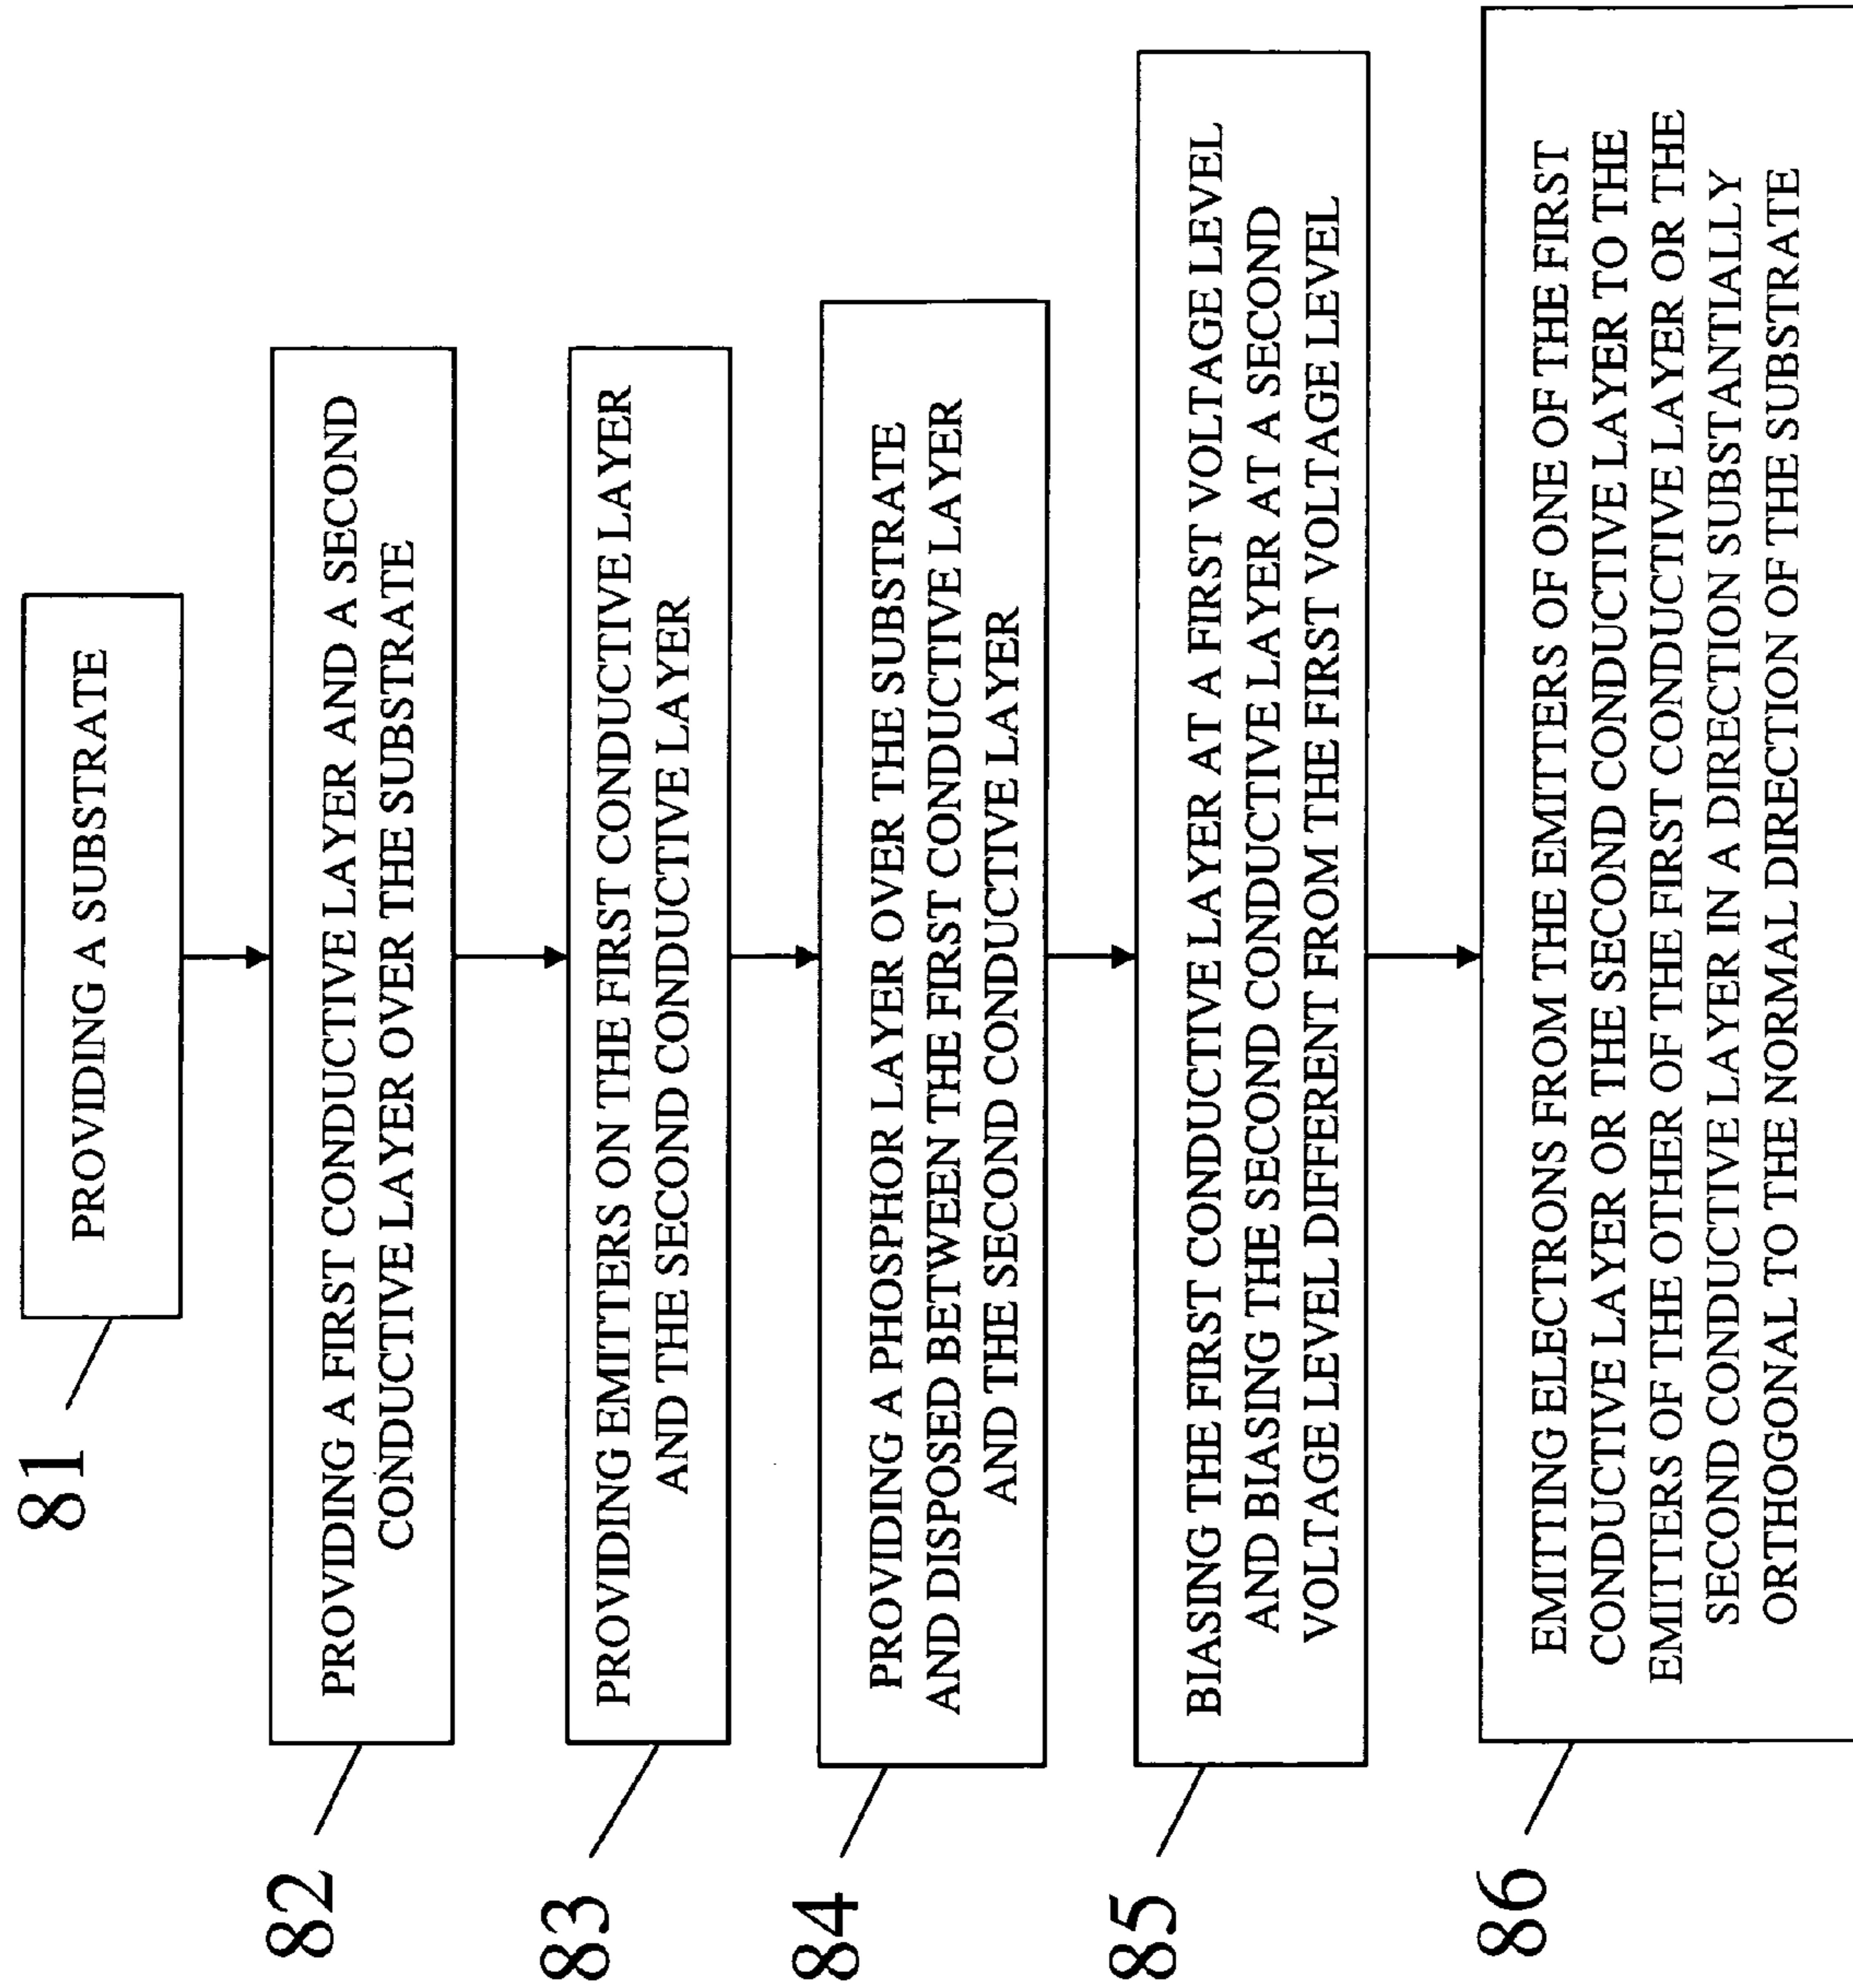 81
PROVIDING A SUBSTRATE
82
PROVIDING A FIRST CONDUCTIVE LAYER AND A SECOND
CONDUCTIVE LAYER OVER THE SUBSTRATE
83
PROVIDING EMITTERS ON THE FIRST CONDUCTIVE LAYER
AND THE SECOND CONDUCTIVE LAYER
84
PROVIDING A PHOSPHOR LAYER OVER THE SUBSTRATE
AND DISPOSED BETWEEN THE FIRST CONDUCTIVE LAYER
AND THE SECOND CONDUCTIVE LAYER
85
BIASING THE FIRST CONDUCTIVE LAYER AT A FIRST VOLTAGE LEVEL
AND BIASING THE SECOND CONDUCTIVE LAYER AT A SECOND
VOLTAGE LEVEL DIFFERENT FROM THE FIRST VOLTAGE LEVEL
86
EMITTING ELECTRONS FROM THE EMITTERS OF ONE OF THE FIRST
CONDUCTIVE LAYER OR THE SECOND CONDUCTIVE LAYER TO THE
EMITTERS OF THE OTHER OF THE FIRST CONDUCTIVE LAYER OR THE
SECOND CONDUCTIVE LAYER IN A DIRECTION SUBSTANTIALLY
ORTHOGONAL TO THE NORMAL DIRECTION OF THE SUBSTRATE